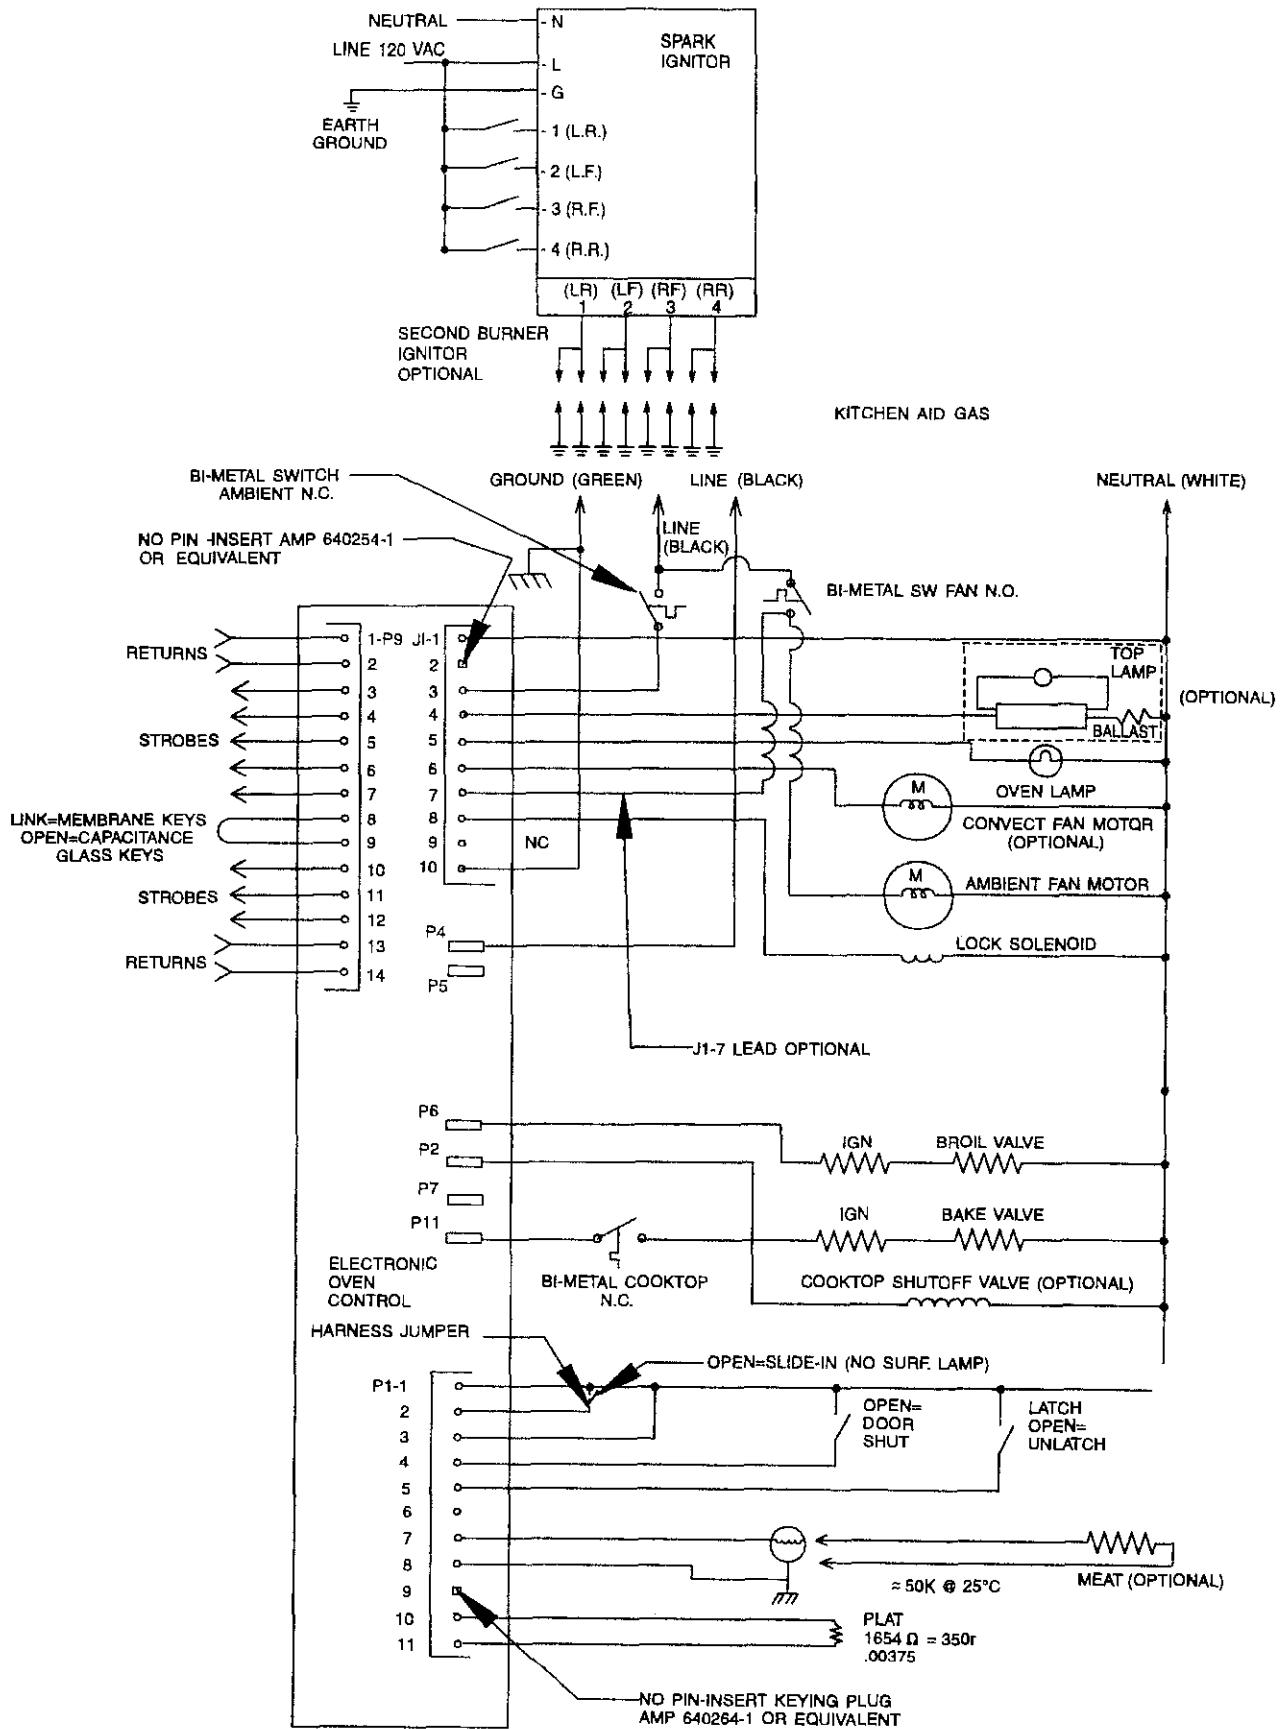 NEUTRAL
- N
SPARK
IGNITOR
LINE 120 VAC
- L
- G
EARTH
GROUND
- 1 (L.R.)
- 2 (L.F.)
- 3 (R.F.)
- 4 (R.R.)
(LR) (LF) (RF) (RR)
1 2 3 4
SECOND BURNER
IGNITOR
OPTIONAL
KITCHEN AID GAS
BI-METAL SWITCH
AMBIENT N.C.
GROUND (GREEN)
LINE (BLACK)
NEUTRAL (WHITE)
NO PIN -INSERT AMP 640254-1
OR EQUIVALENT
LINE
(BLACK)
BI-METAL SW FAN N.O.
RETURNS
STROBES
LINK=MEMBRANE KEYS
OPEN=CAPACITANCE
GLASS KEYS
STROBES
RETURNS
1-P9
2
3
4
5
6
7
8
9
10
11
12
13
14
J1-1
2
3
4
5
6
7
8
9
10
NC
P4
P5
TOP
LAMP
(OPTIONAL)
BALLAST
OVEN LAMP
M
CONVECT FAN MOTOR
(OPTIONAL)
M
AMBIENT FAN MOTOR
LOCK SOLENOID
J1-7 LEAD OPTIONAL
P6
P2
P7
P11
IGN
BROIL VALVE
IGN
BAKE VALVE
ELECTRONIC
OVEN
CONTROL
BI-METAL COOKTOP
N.C.
COOKTOP SHUTOFF VALVE (OPTIONAL)
HARNESS JUMPER
OPEN=SLIDE-IN (NO SURF. LAMP)
P1-1
2
3
4
5
6
7
8
9
10
11
OPEN=
DOOR
SHUT
LATCH
OPEN=
UNLATCH
≈ 50K @ 25°C
MEAT (OPTIONAL)
PLAT
1654 Ω = 350r
.00375
NO PIN-INSERT KEYING PLUG
AMP 640264-1 OR EQUIVALENT